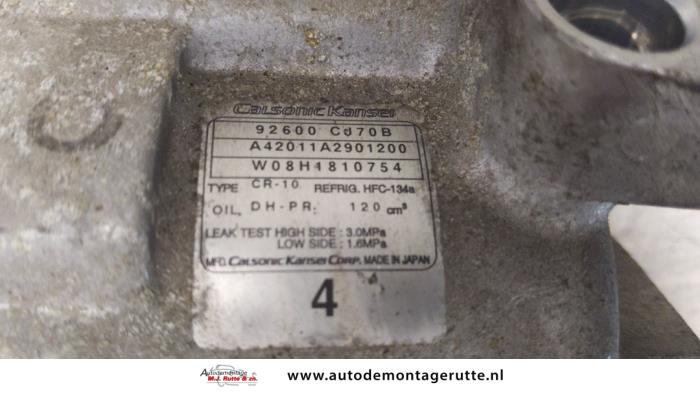 Calsonic Kansei
92600 CJ70B
A42011A2901200
W08H4810754
TYPE CR-10 REFRIG. HFC-134a
OIL, DH-PR: 120 cm³
LEAK TEST HIGH SIDE : 3.0MPa
LOW SIDE : 1.6MPa
MFD. CALSONIC KANSEI CORP. MADE IN JAPAN
4
Autodemontage
M.J. Rutte & zn.
www.autodemontagerutte.nl